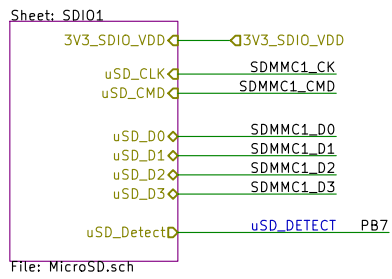 Sheet: SDIO1
3V3_SDIO_VDD 3V3_SDIO_VDD
uSD_CLK SDMMC1_CK
uSD_CMD SDMMC1_CMD
uSD_D0 SDMMC1_D0
uSD_D1 SDMMC1_D1
uSD_D2 SDMMC1_D2
uSD_D3 SDMMC1_D3
uSD_Detect uSD_DETECT PB7
File: MicroSD.sch